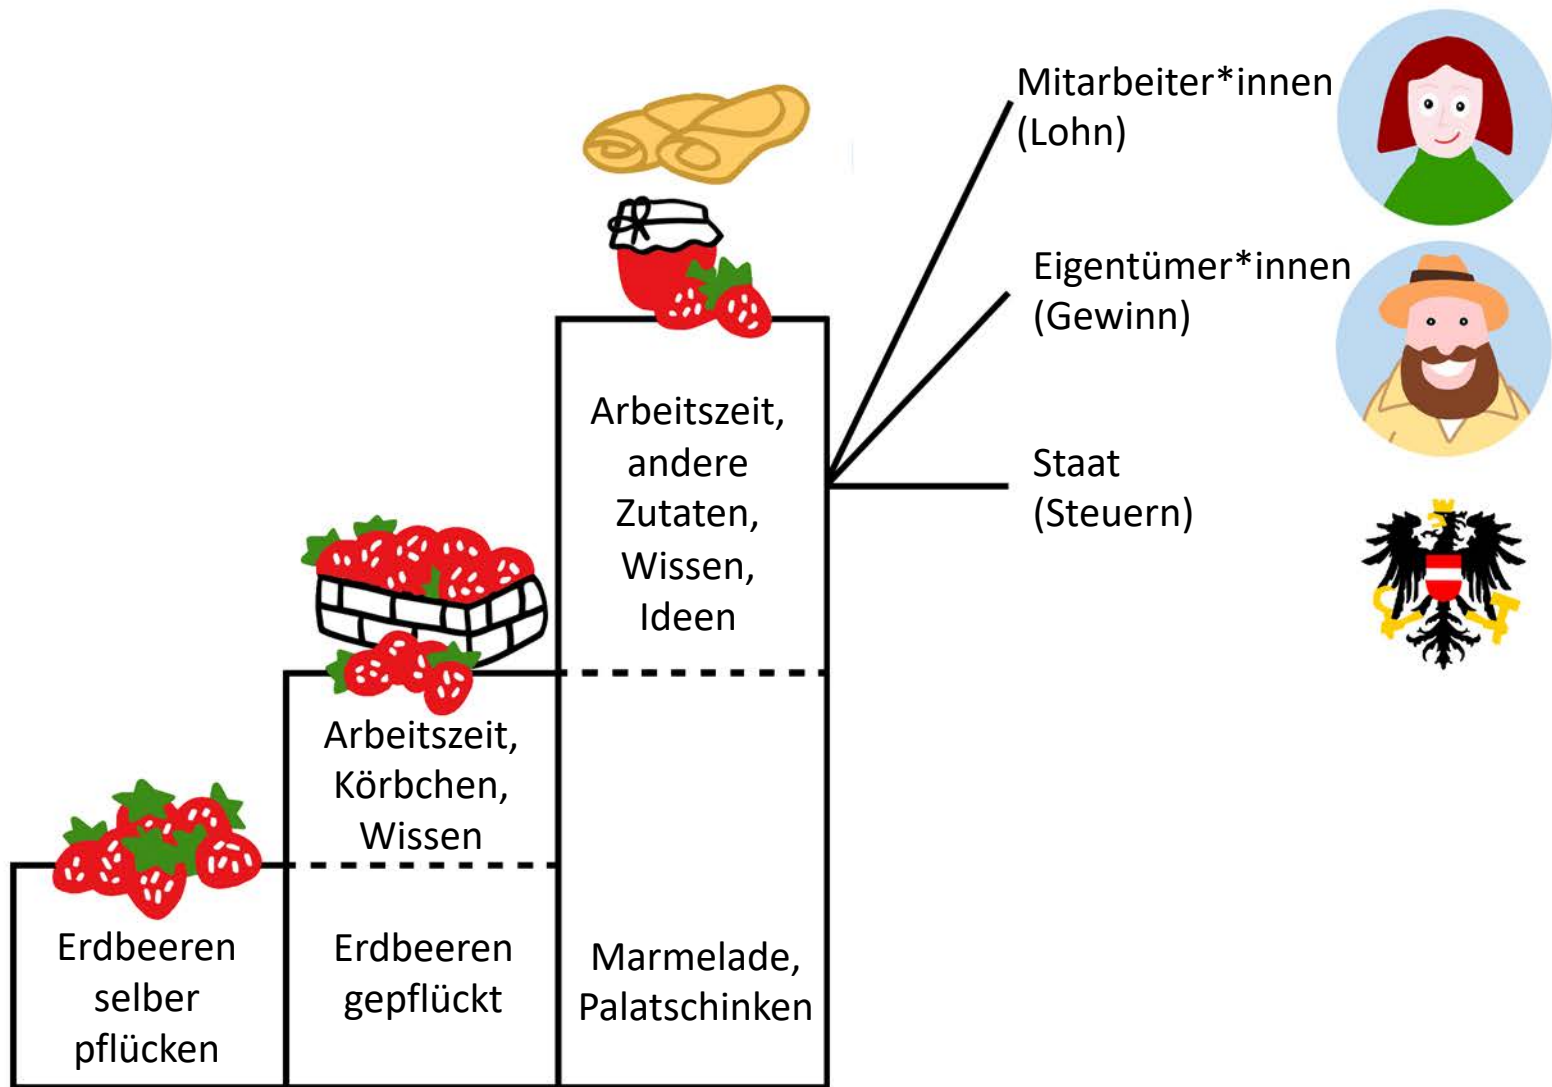 Mitarbeiter*innen
(Lohn)
Eigentümer*innen
(Gewinn)
Staat
(Steuern)
Arbeitszeit,
andere
Zutaten,
Wissen,
Ideen
Marmelade,
Palatschinken
Arbeitszeit,
Körbchen,
Wissen
Erdbeeren
gepflückt
Erdbeeren
selber
pflücken